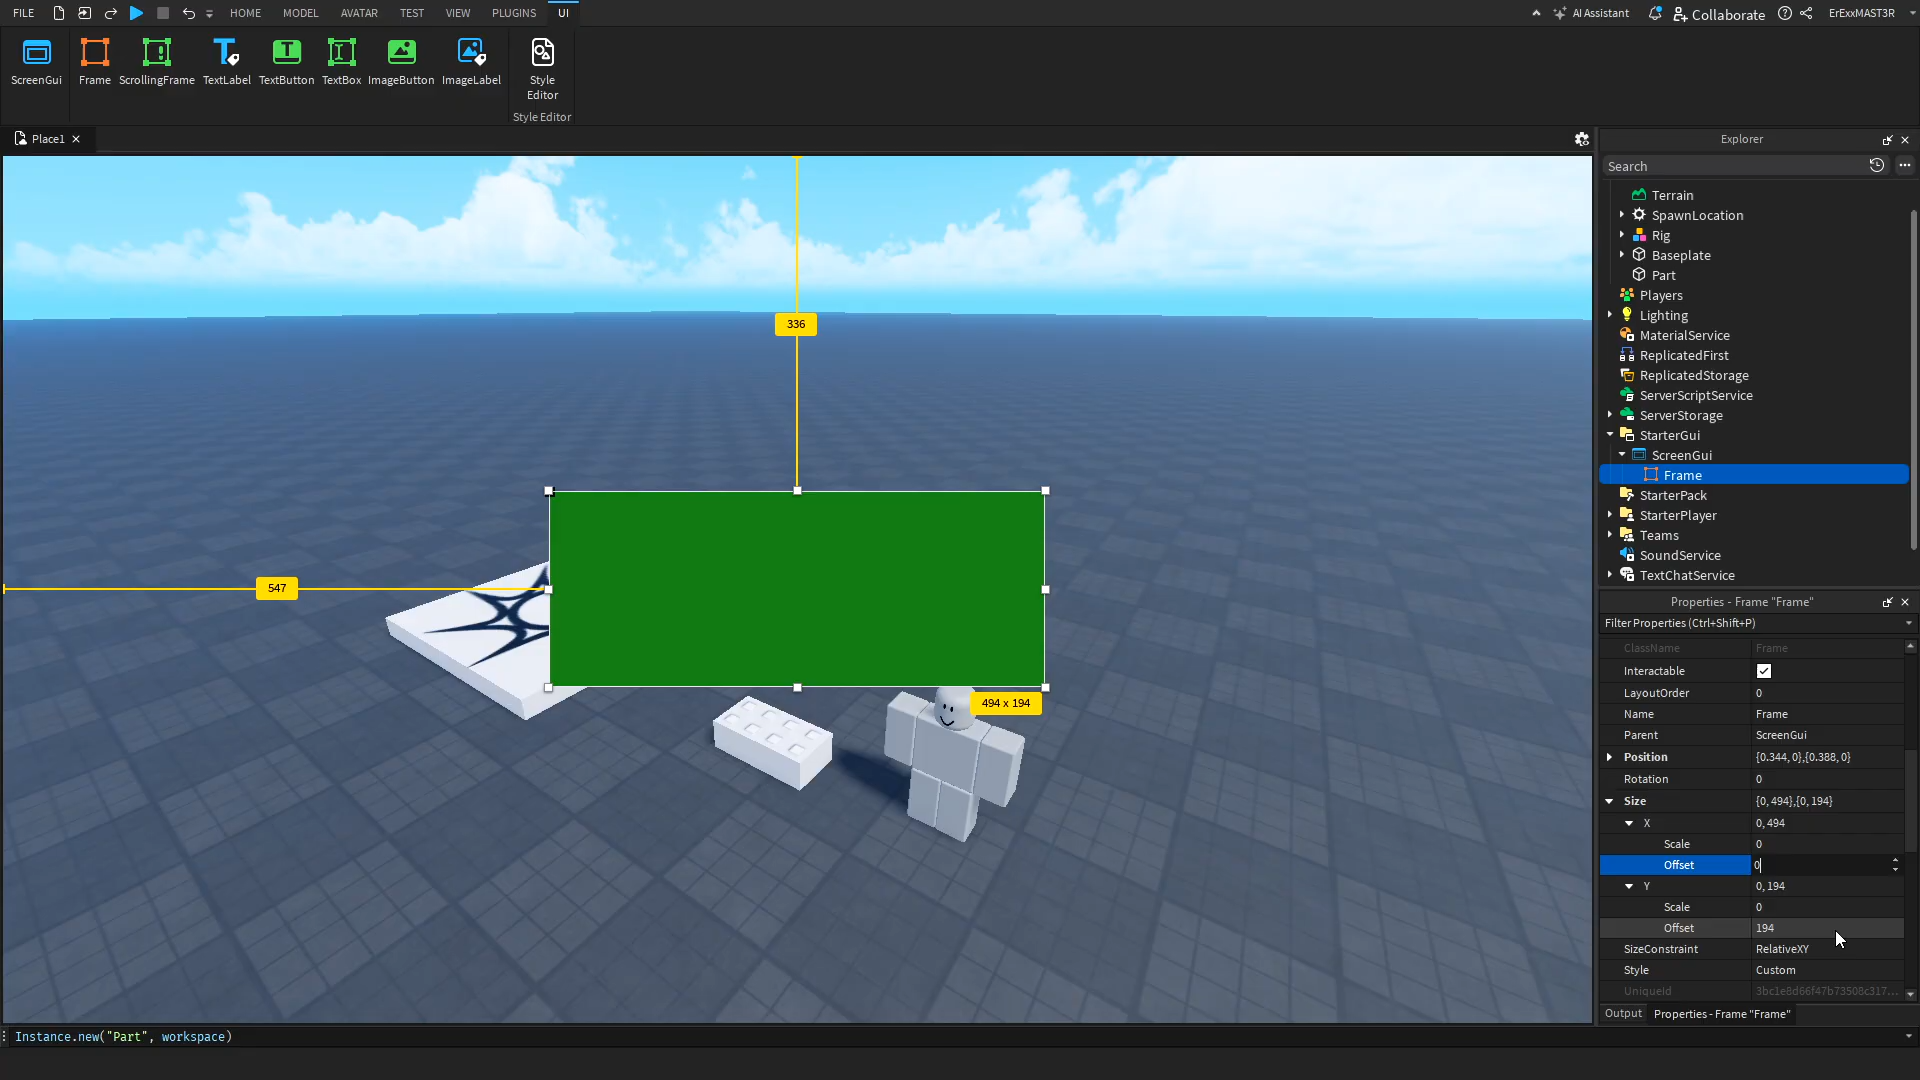 FILE
HOME
MODEL
AVATAR
TEST
VIEW
PLUGINS
UI
AI Assistant
Collaborate
ErExxMAST3R
ScreenGui
Frame
ScrollingFrame
TextLabel
TextButton
TextBox
ImageButton
ImageLabel
Style
Editor
Style Editor
Place1
336
547
494 x 194
Explorer
Search
Terrain
SpawnLocation
Rig
Baseplate
Part
Players
Lighting
MaterialService
ReplicatedFirst
ReplicatedStorage
ServerScriptService
ServerStorage
StarterGui
ScreenGui
Frame
StarterPack
StarterPlayer
Teams
SoundService
TextChatService
Properties - Frame "Frame"
Filter Properties (Ctrl+Shift+P)
ClassName Frame
Interactable
LayoutOrder 0
Name Frame
Parent ScreenGui
Position {0.344, 0},{0.388, 0}
Rotation 0
Size {0, 494},{0, 194}
X 0, 494
Scale 0
Offset 0
Y 0, 194
Scale 0
Offset 194
SizeConstraint RelativeXY
Style Custom
UniqueId 3bc1e8d66f47b73508c317...
Output
Properties - Frame "Frame"
Instance.new("Part", workspace)